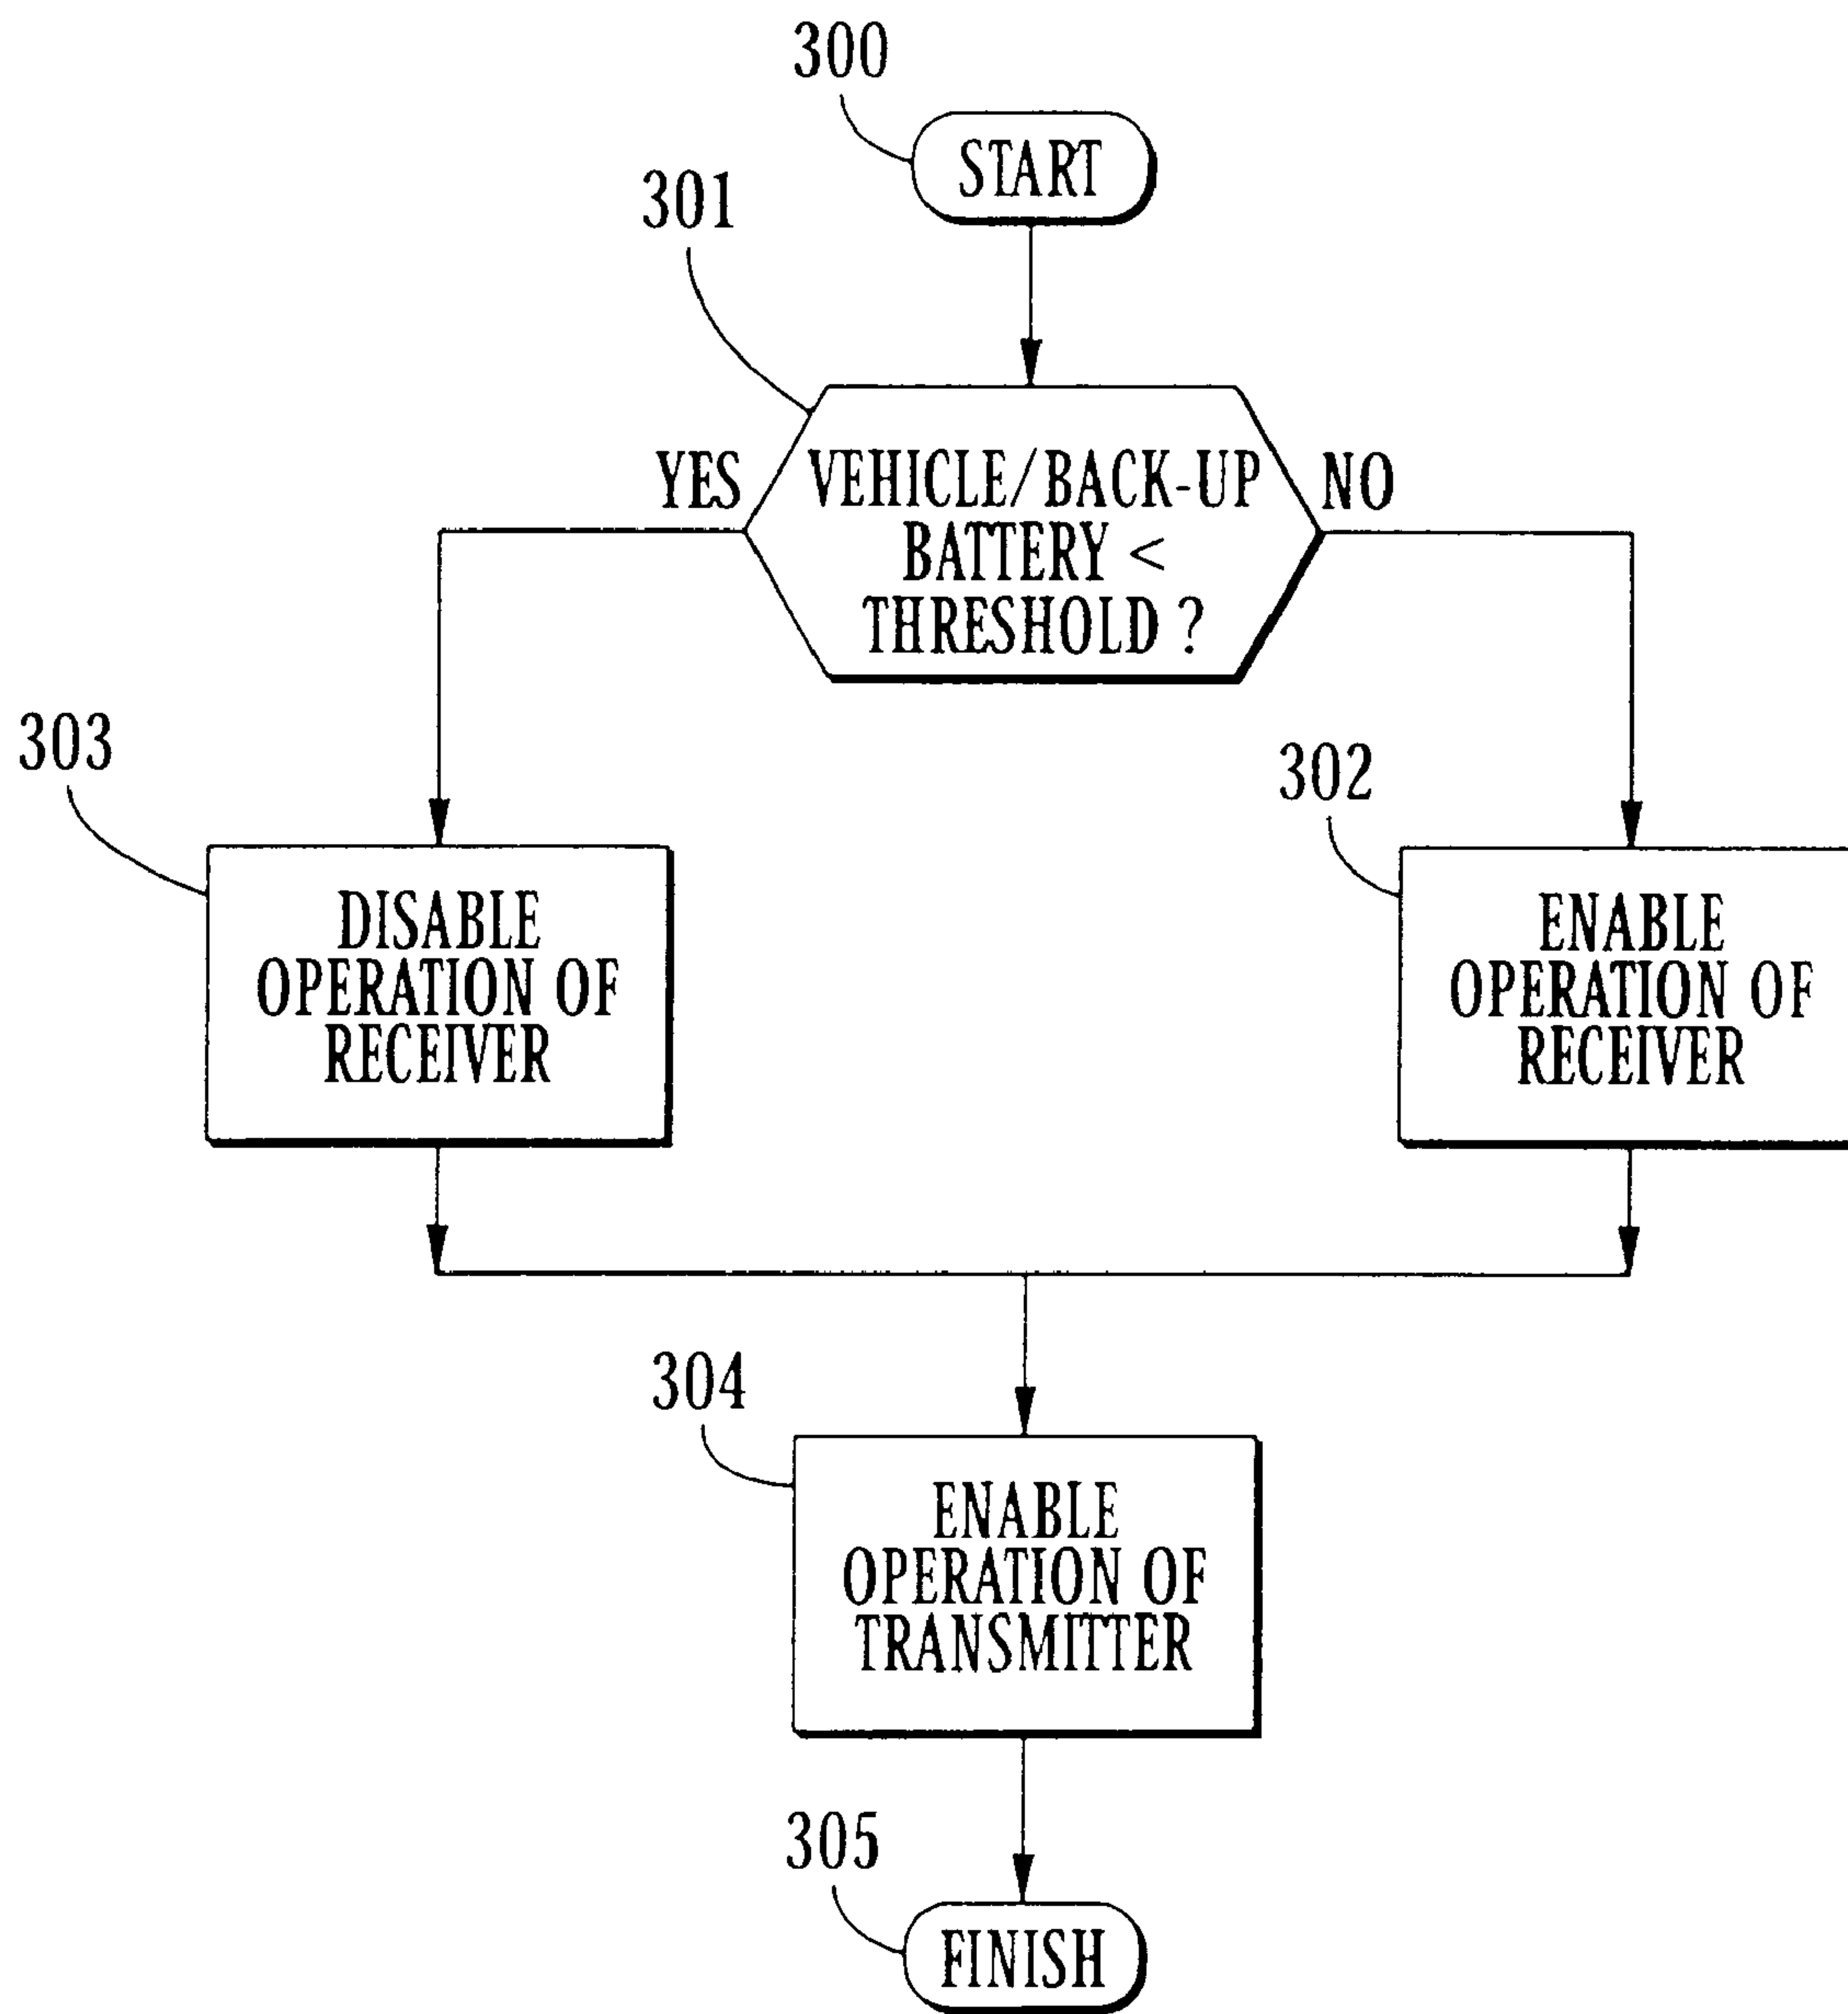 300
START
301
YES
VEHICLE/BACK-UP
BATTERY <
THRESHOLD ?
NO
303
DISABLE
OPERATION OF
RECEIVER
302
ENABLE
OPERATION OF
RECEIVER
304
ENABLE
OPERATION OF
TRANSMITTER
305
FINISH